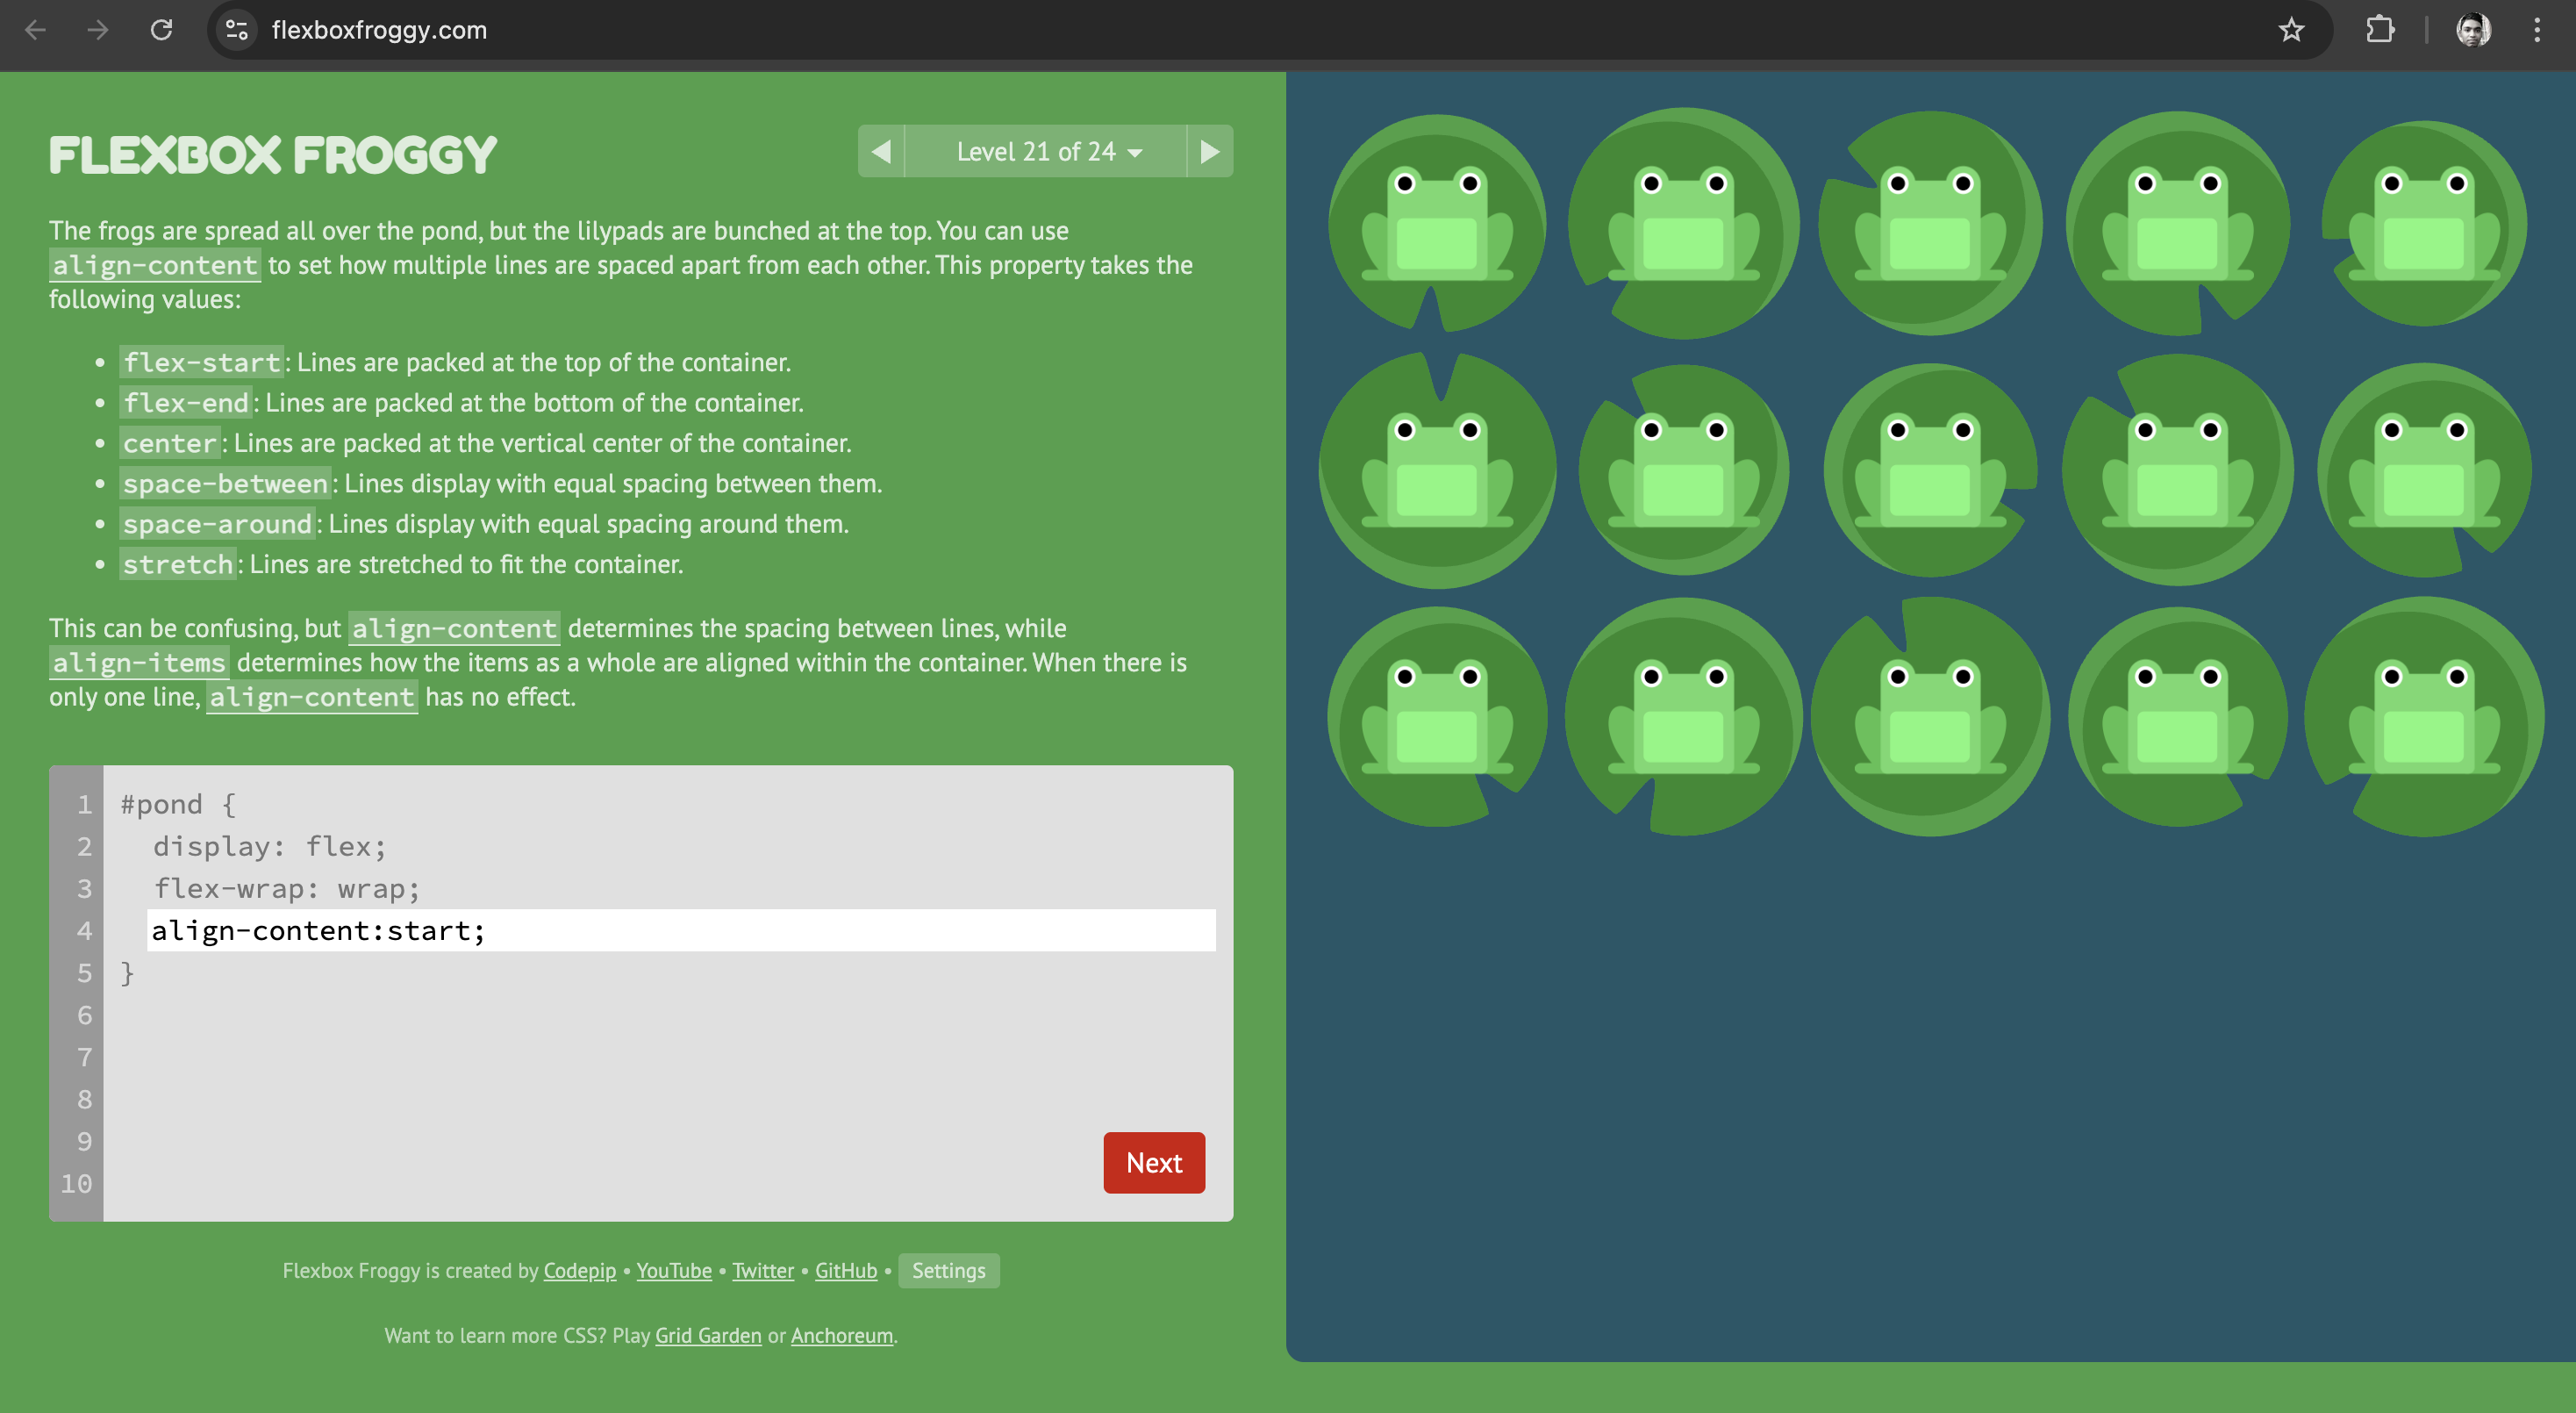 flexboxfroggy.com
FLEXBOX FROGGY
Level 21 of 24
The frogs are spread all over the pond, but the lilypads are bunched at the top. You can use
align-content to set how multiple lines are spaced apart from each other. This property takes the
following values:
• flex-start: Lines are packed at the top of the container.
• flex-end: Lines are packed at the bottom of the container.
• center: Lines are packed at the vertical center of the container.
• space-between: Lines display with equal spacing between them.
• space-around: Lines display with equal spacing around them.
• stretch: Lines are stretched to fit the container.
This can be confusing, but align-content determines the spacing between lines, while
align-items determines how the items as a whole are aligned within the container. When there is
only one line, align-content has no effect.
1 #pond {
2 display: flex;
3 flex-wrap: wrap;
4 align-content:start;
5 }
6
7
8
9
10
Next
Flexbox Froggy is created by Codepip • YouTube • Twitter • GitHub • Settings
Want to learn more CSS? Play Grid Garden or Anchoreum.